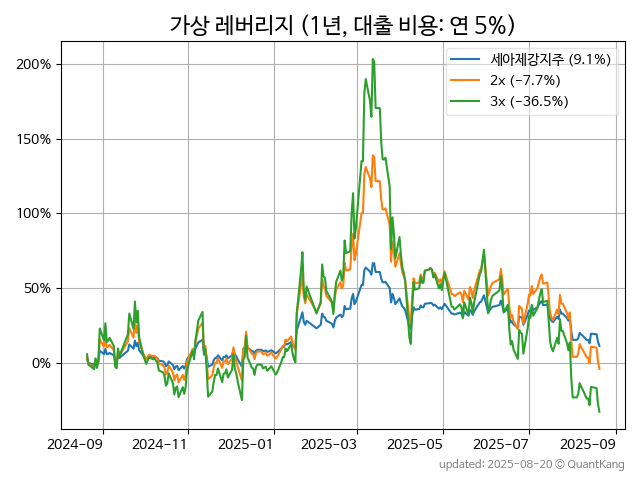 가상 레버리지 (1년, 대출 비용: 연 5%)
세아제강지주 (9.1%)
2x (−7.7%)
3x (−36.5%)
200%
150%
100%
50%
0%
2024-09 2024-11 2025-01 2025-03 2025-05 2025-07 2025-09
updated: 2025-08-20 © QuantKang